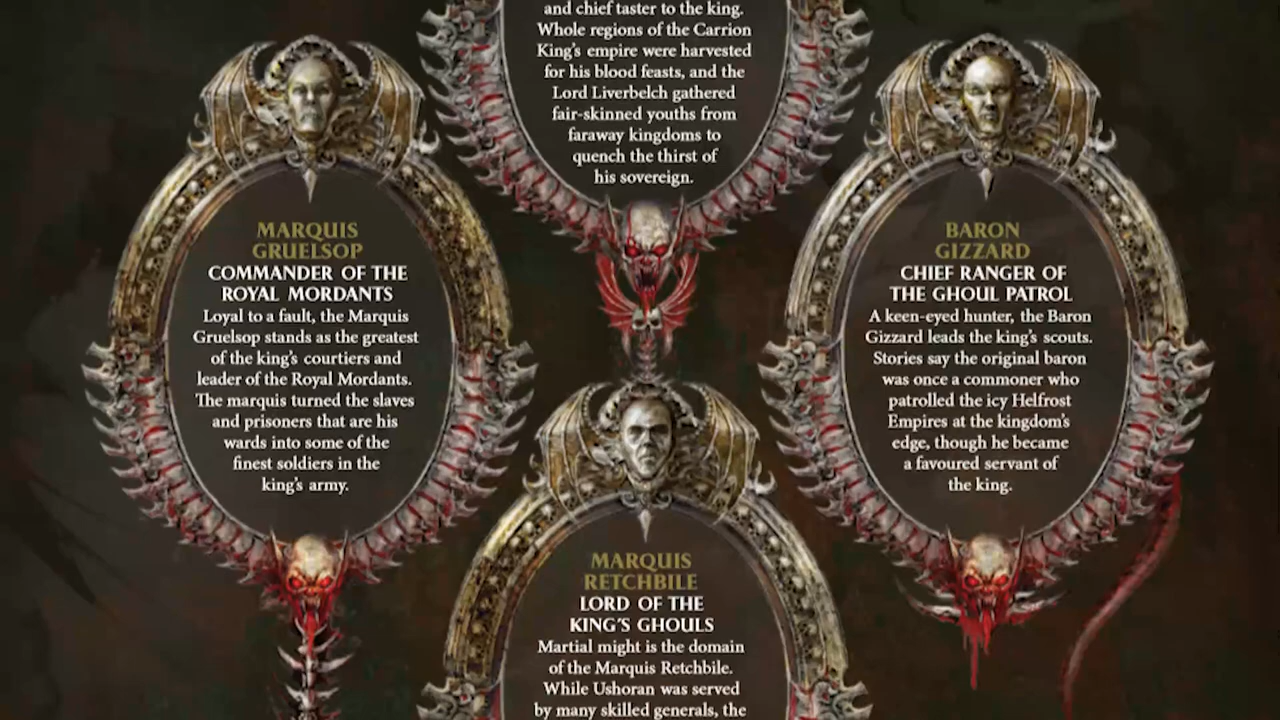 and chief taster to the king.
Whole regions of the Carrion
King's empire were harvested
for his blood feasts, and the
Lord Liverbelch gathered
fair-skinned youths from
faraway kingdoms to
quench the thirst of
his sovereign.
MARQUIS
GRUELSOP
COMMANDER OF THE
ROYAL MORDANTS
Loyal to a fault, the Marquis
Gruelsop stands as the greatest
of the king's courtiers and
leader of the Royal Mordants.
The marquis turned the slaves
and prisoners that are his
wards into some of the
finest soldiers in the
king's army.
BARON
GIZZARD
CHIEF RANGER OF
THE GHOUL PATROL
A keen-eyed hunter, the Baron
Gizzard leads the king's scouts.
Stories say the original baron
was once a commoner who
patrolled the icy Helfrost
Empires at the kingdom's
edge, though he became
a favoured servant of
the king.
MARQUIS
RETCHBILE
LORD OF THE
KING'S GHOULS
Martial might is the domain
of the Marquis Retchbile.
While Ushoran was served
by many skilled generals, the